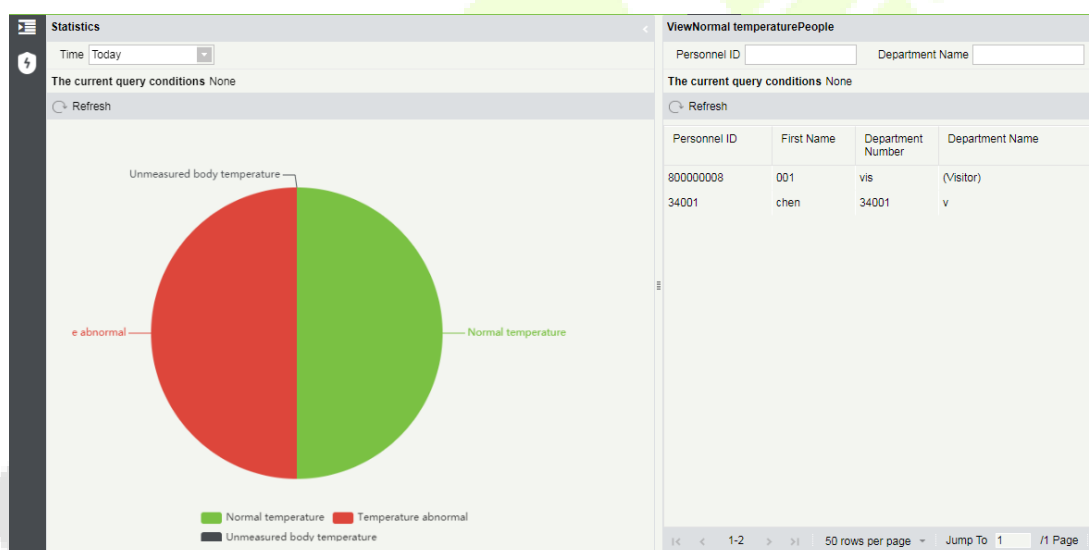 Statistics
Time Today
The current query conditions None
Refresh
Unmeasured body temperature
e abnormal
Normal temperature
Normal temperature Temperature abnormal
Unmeasured body temperature
ViewNormal temperaturePeople
Personnel ID Department Name
The current query conditions None
Refresh
Personnel ID First Name Department Number Department Name
800000008 001 vis (Visitor)
34001 chen 34001 v
1-2 50 rows per page Jump To 1 /1 Page